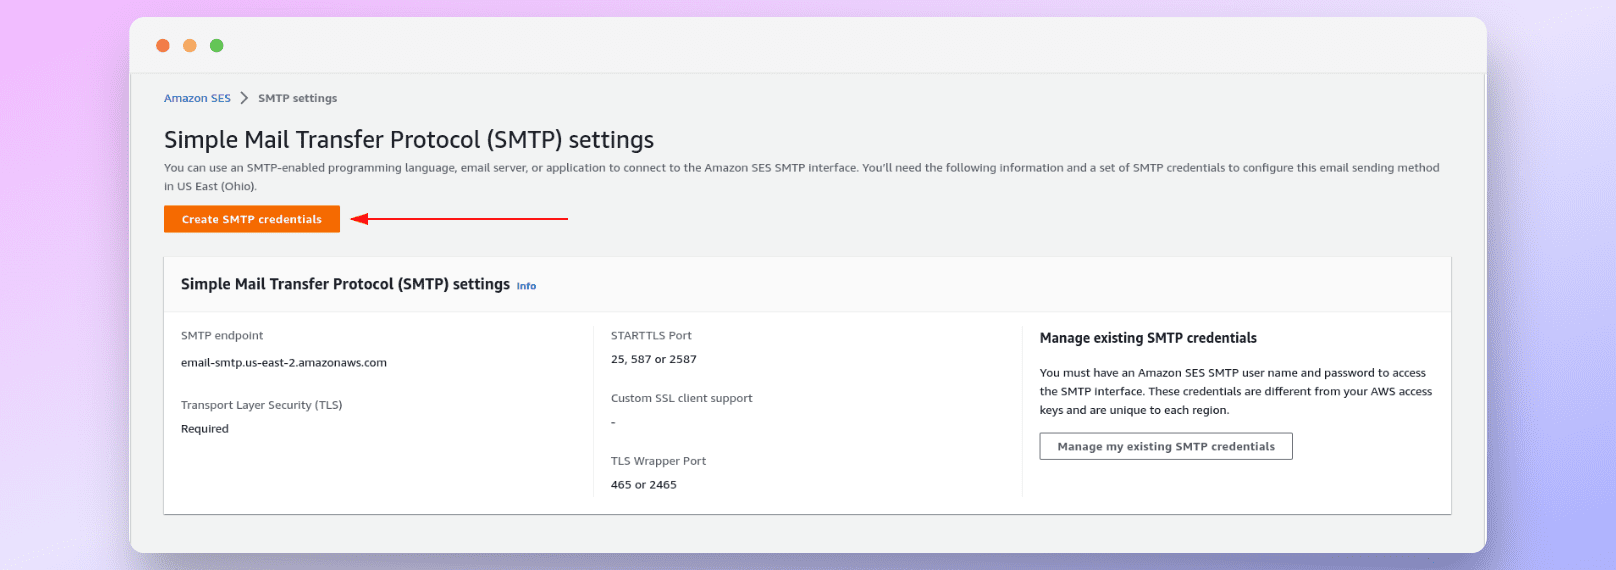 Amazon SES > SMTP settings
Simple Mail Transfer Protocol (SMTP) settings
You can use an SMTP-enabled programming language, email server, or application to connect to the Amazon SES SMTP interface. You'll need the following information and a set of SMTP credentials to configure this email sending method
in US East (Ohio).
Create SMTP credentials
Simple Mail Transfer Protocol (SMTP) settings Info
SMTP endpoint
email-smtp.us-east-2.amazonaws.com
Transport Layer Security (TLS)
Required
STARTTLS Port
25, 587 or 2587
Custom SSL client support
-
TLS Wrapper Port
465 or 2465
Manage existing SMTP credentials
You must have an Amazon SES SMTP user name and password to access
the SMTP interface. These credentials are different from your AWS access
keys and are unique to each region.
Manage my existing SMTP credentials